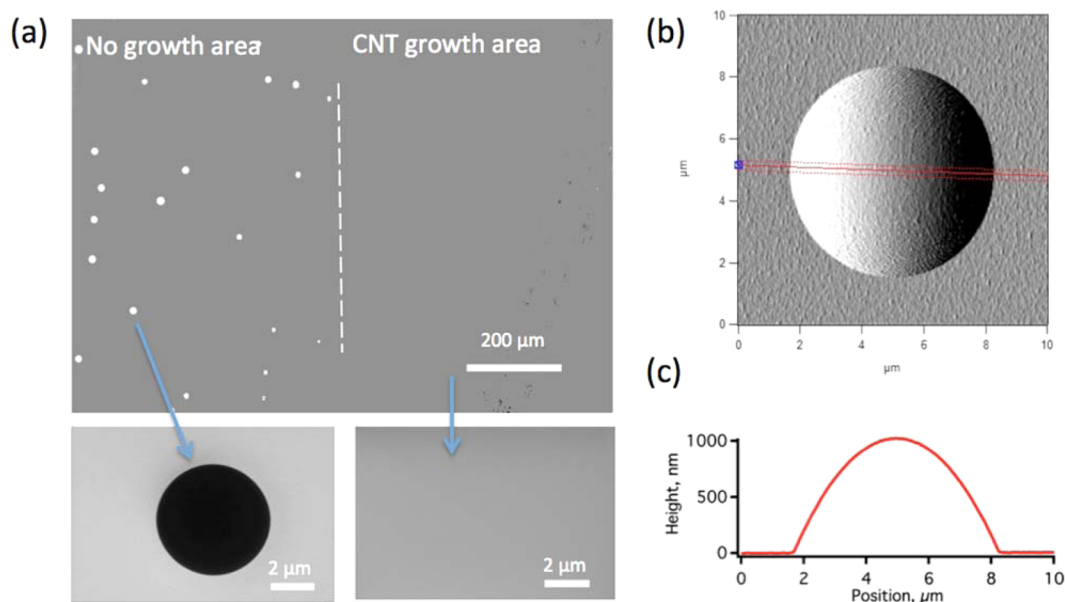 (a)
No growth area
CNT growth area
200 µm
2 µm
2 µm
(b)
10
8
6
4
2
0
µm
0 2 4 6 8 10
µm
(c)
1000
500
0
Height, nm
0 2 4 6 8 10
Position, µm